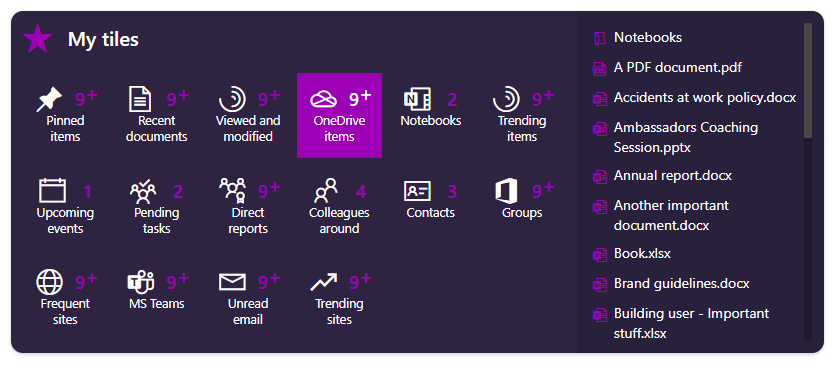 My tiles
9+
Pinned
items
9+
Recent
documents
9+
Viewed and
modified
9+
OneDrive
items
2
Notebooks
9+
Trending
items
1
Upcoming
events
2
Pending
tasks
9+
Direct
reports
4
Colleagues
around
3
Contacts
9+
Groups
9+
Frequent
sites
9+
MS Teams
9+
Unread
email
9+
Trending
sites
Notebooks
A PDF document.pdf
Accidents at work policy.docx
Ambassadors Coaching
Session.pptx
Annual report.docx
Another important
document.docx
Book.xlsx
Brand guidelines.docx
Building user - Important
stuff.xlsx